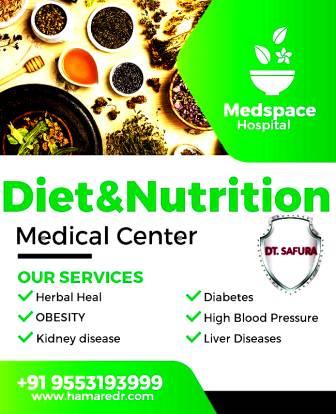 Medspace
Hospital
Diet&Nutrition
Medical Center
DT. SAFURA
OUR SERVICES
Herbal Heal
OBESITY
Kidney disease
Diabetes
High Blood Pressure
Liver Diseases
+91 9553193999
www.hamaredr.com